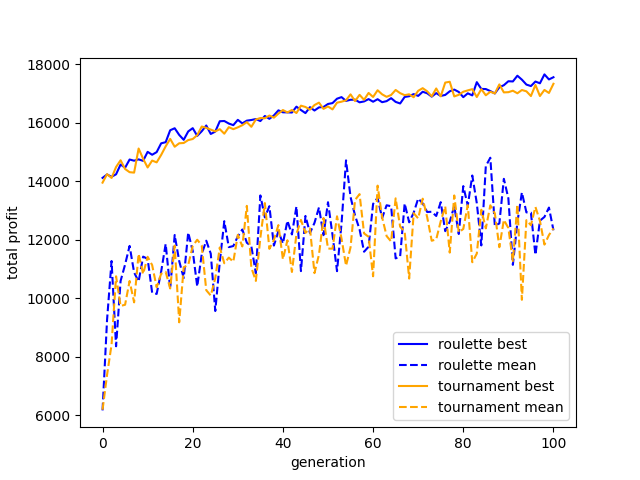 18000
16000
14000
12000
10000
8000
6000
total profit
0 20 40 60 80 100
generation
roulette best
roulette mean
tournament best
tournament mean